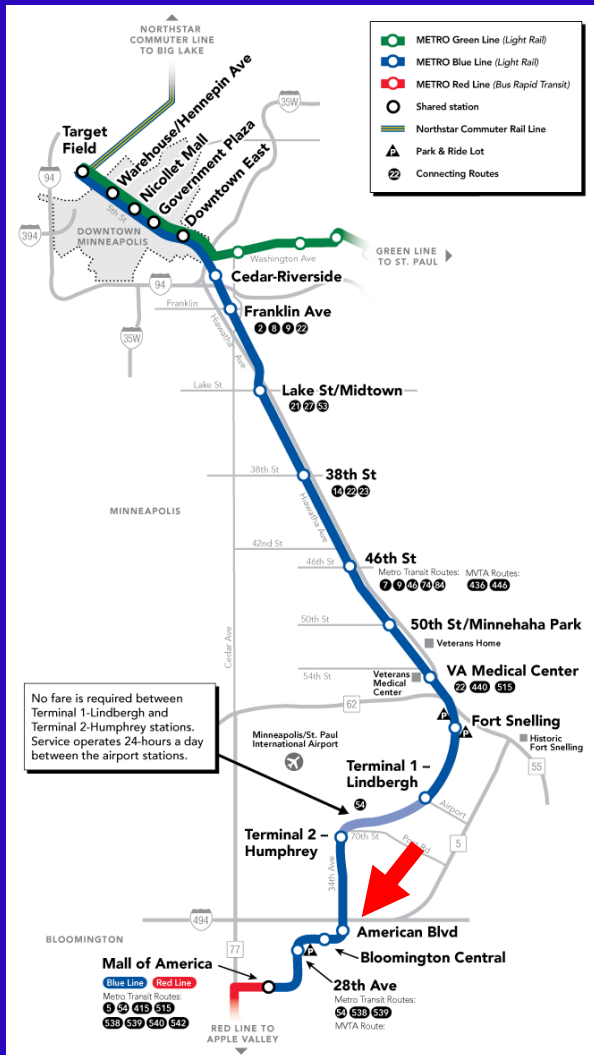 NORTHSTAR
COMMUTER LINE
TO BIG LAKE
METRO Green Line (Light Rail)
METRO Blue Line (Light Rail)
METRO Red Line (Bus Rapid Transit)
Shared station
Northstar Commuter Rail Line
P Park & Ride Lot
22 Connecting Routes
35W
Target
Field
Warehouse/Hennepin Ave
Nicollet Mall
Government Plaza
Downtown East
94
5th St
394
DOWNTOWN
MINNEAPOLIS
Washington Ave
GREEN LINE
TO ST. PAUL
94
Cedar-Riverside
Franklin
Franklin Ave
2 8 9 22
35W
Hiawatha Ave
Lake St
Lake St/Midtown
21 27 53
38th St
38th St
14 22 23
Hiawatha Ave
MINNEAPOLIS
42nd St
46th St
46th St
Metro Transit Routes:
7 9 46 74 84
MVTA Routes:
436 446
50th St
50th St/Minnehaha Park
Veterans Home
Cedar Ave
54th St
Veterans
Medical
Center
VA Medical Center
22 440 515
No fare is required between
Terminal 1-Lindbergh and
Terminal 2-Humphrey stations.
Service operates 24-hours a day
between the airport stations.
62
P
P
Fort Snelling
Historic
Fort Snelling
55
Minneapolis/St. Paul
International Airport
Terminal 1 –
Lindbergh
54
Airport
Terminal 2 –
Humphrey
70th St
Post Rd
5
34th Ave
494
American Blvd
BLOOMINGTON
77
P
Bloomington Central
Mall of America
Blue Line Red Line
Metro Transit Routes:
5 54 415 515
538 539 540 542
28th Ave
Metro Transit Routes:
54 538 539
MVTA Route:
RED LINE TO
APPLE VALLEY